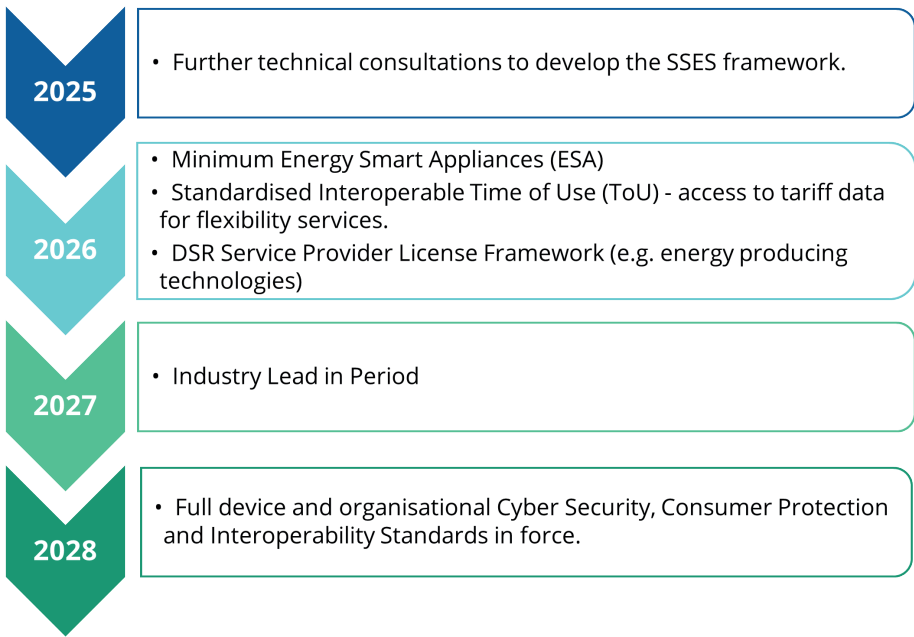 2025
• Further technical consultations to develop the SSES framework.
2026
• Minimum Energy Smart Appliances (ESA)
• Standardised Interoperable Time of Use (ToU) - access to tariff data
for flexibility services.
• DSR Service Provider License Framework (e.g. energy producing
technologies)
2027
• Industry Lead in Period
2028
• Full device and organisational Cyber Security, Consumer Protection
and Interoperability Standards in force.